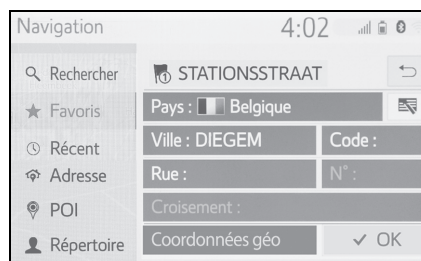 Navigation 4:02
Rechercher
Favoris
Récent
Adresse
POI
Répertoire
STATIONSSTRAAT
Pays : Belgique
Ville : DIEGEM Code :
Rue : N° :
Croisement :
Coordonnées géo OK